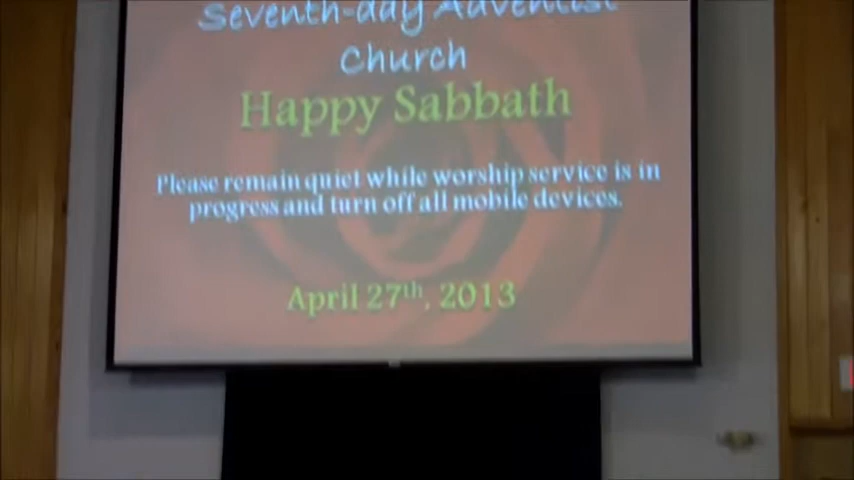 Seventh-day Adventist
Church
Happy Sabbath
Please remain quiet while worship service is in
progress and turn off all mobile devices.
April 27th, 2013